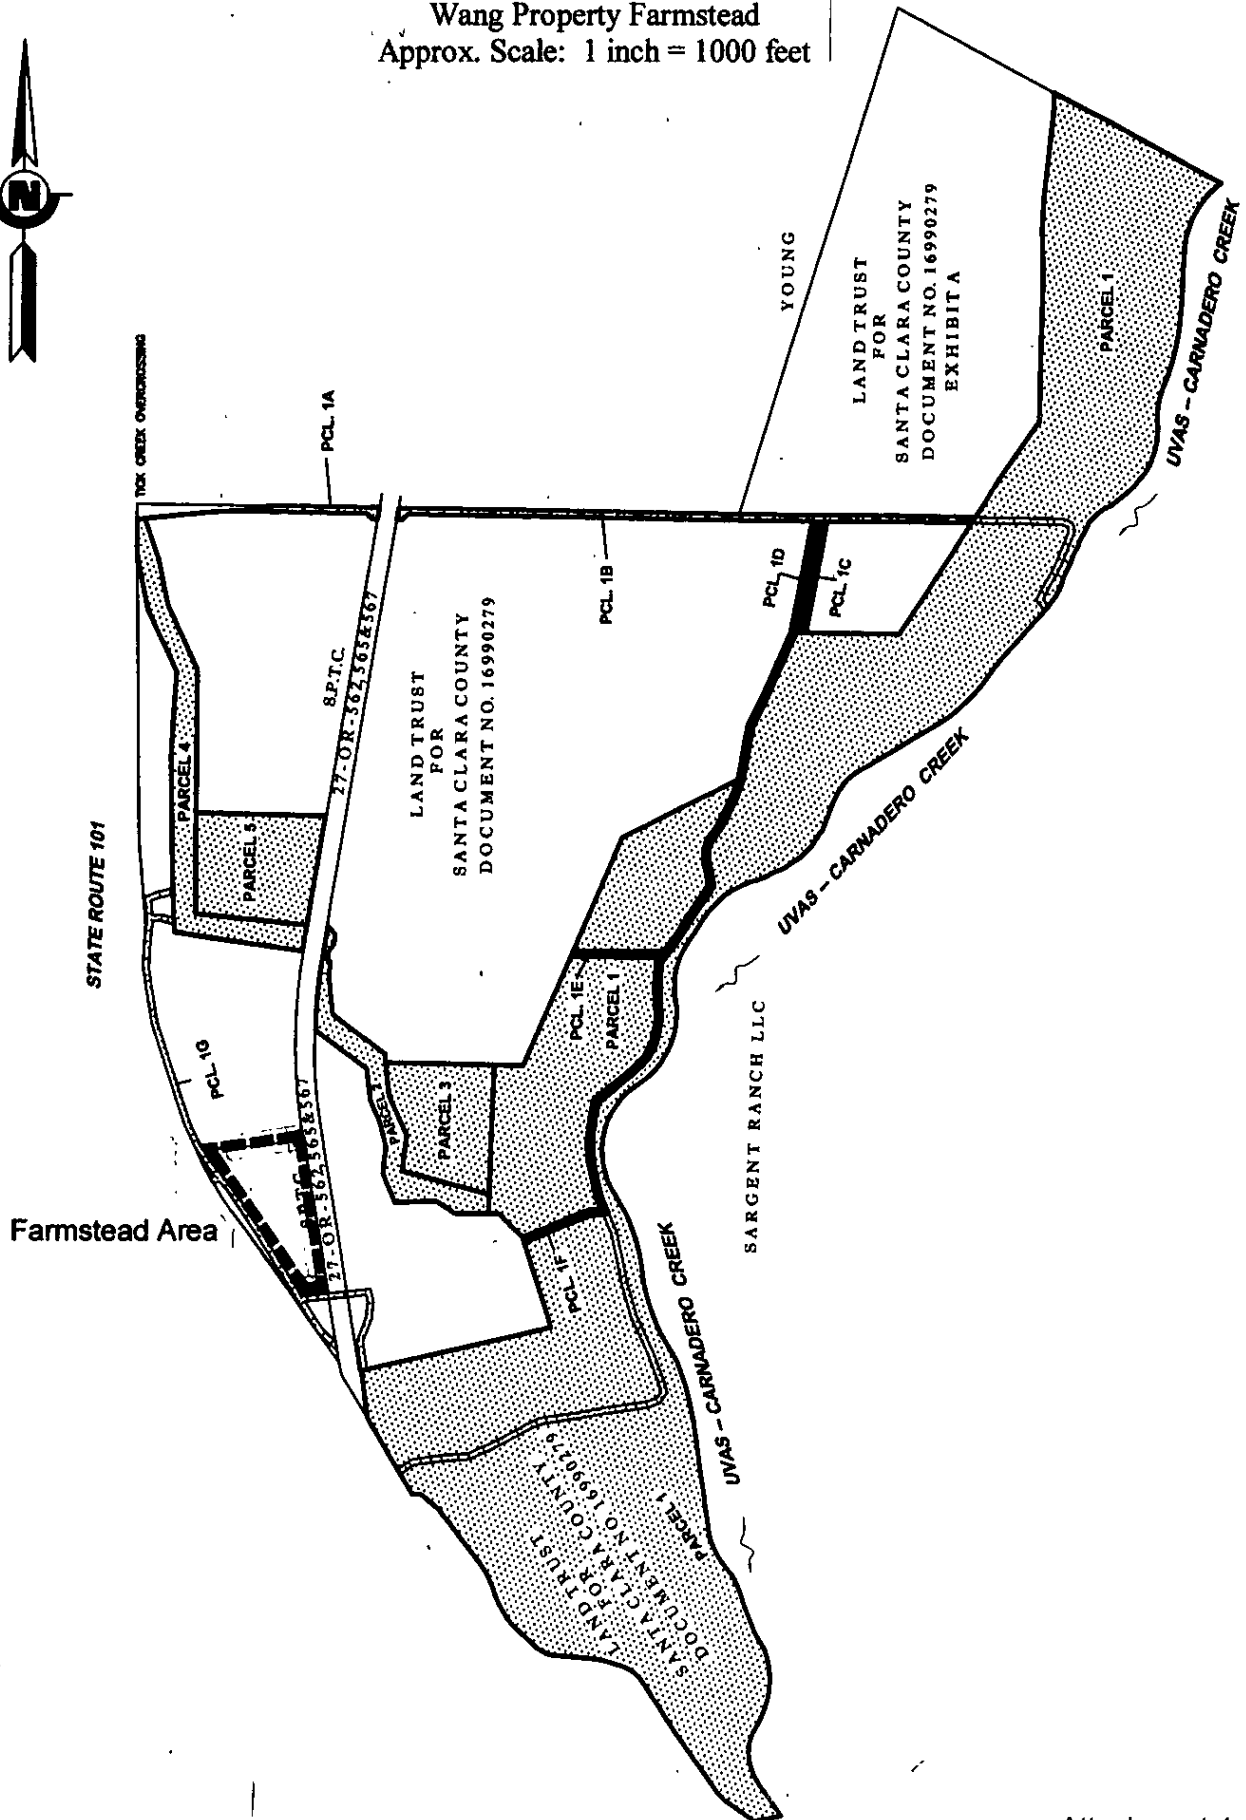 Wang Property Farmstead
Approx. Scale: 1 inch = 1000 feet
N
TICK CREEK OVERCROSSING
PCL. 1A
YOUNG
LAND TRUST
FOR
SANTA CLARA COUNTY
DOCUMENT NO. 16990279
EXHIBIT A
PARCEL 1
UVAS – CARNADERO CREEK
STATE ROUTE 101
PARCEL 4
PARCEL 5
S.P.T.C.
27-OR-562,565&567
LAND TRUST
FOR
SANTA CLARA COUNTY
DOCUMENT NO. 16990279
PCL. 1B
PCL. 1D
PCL. 1C
UVAS – CARNADERO CREEK
PCL. 1G
PCL. 1E
PARCEL 1
PARCEL 2
PARCEL 3
SARGENT RANCH LLC
Farmstead Area
S.P.T.C.
27-OR-562,565&567
PCL. 1F
UVAS – CARNADERO CREEK
LAND TRUST
FOR
SANTA CLARA COUNTY
DOCUMENT NO. 16990279
PARCEL 1